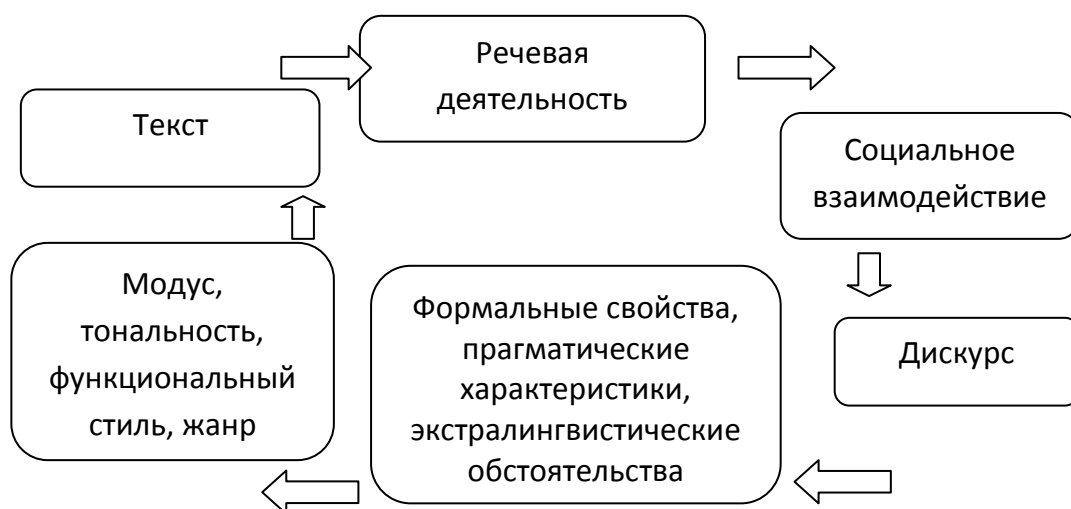 Речевая
деятельность
Текст
Социальное
взаимодействие
Модус,
тональность,
функциональный
стиль, жанр
Формальные свойства,
прагматические
характеристики,
экстралингвистические
обстоятельства
Дискурс